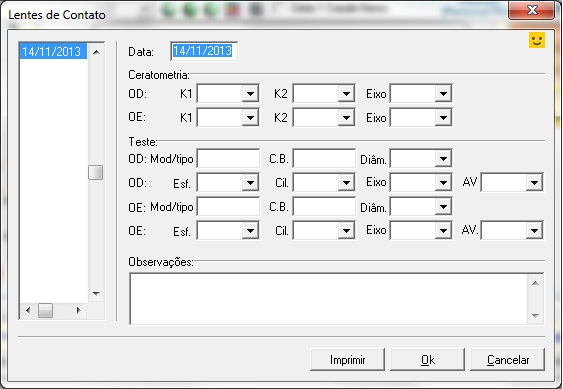 Lentes de Contato
14/11/2013
Data: 14/11/2013
Ceratometria:
OD: K1 K2 Eixo
OE: K1 K2 Eixo
Teste:
OD: Mod/tipo C.B. Diâm.
OD: Esf. Cil. Eixo AV
OE: Mod/tipo C.B. Diâm.
OE: Esf. Cil. Eixo AV.
Observações:
Imprimir Ok Cancelar